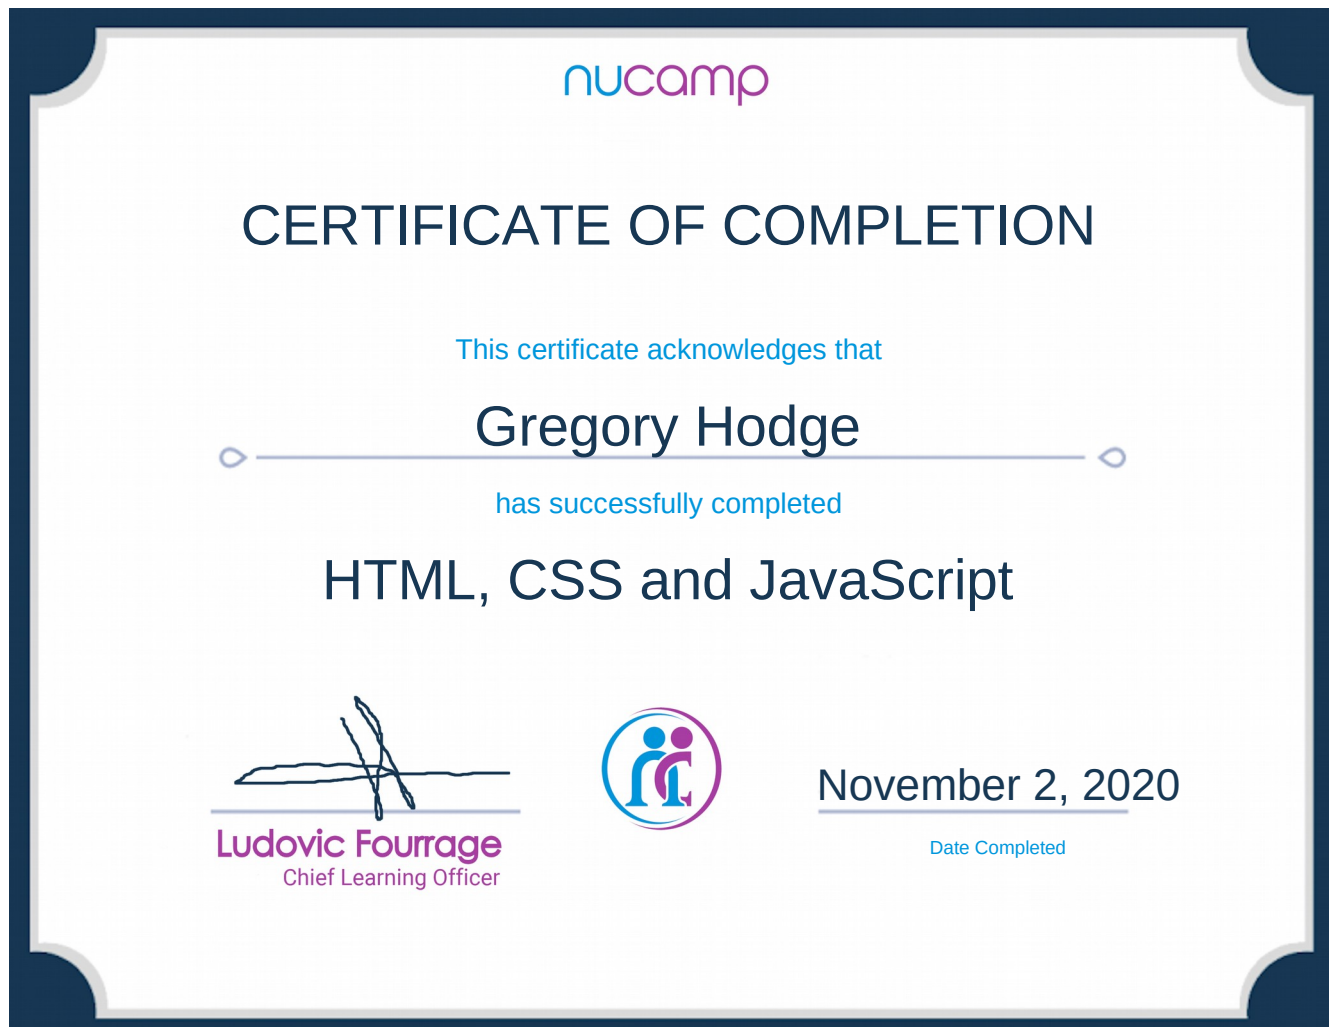 nucamp
CERTIFICATE OF COMPLETION
This certificate acknowledges that
Gregory Hodge
has successfully completed
HTML, CSS and JavaScript
November 2, 2020
Ludovic Fourrage
Date Completed
Chief Learning Officer